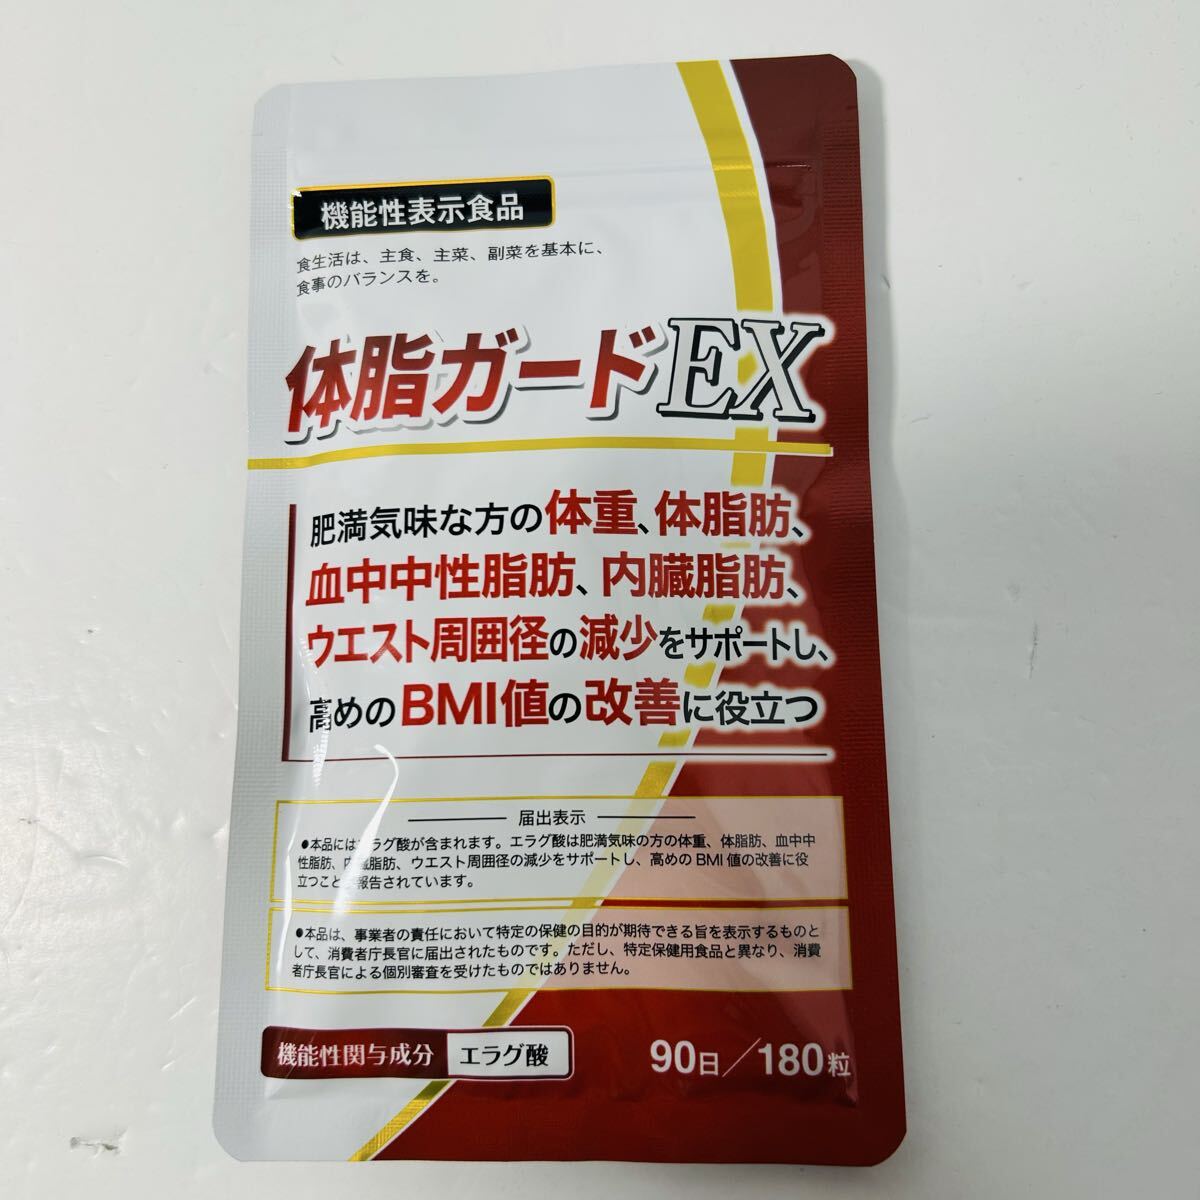 機能性表示食品
食生活は、主食、主菜、副菜を基本に、
食事のバランスを。
体脂ガードEX
肥満気味な方の体重、体脂肪、
血中中性脂肪、内臓脂肪、
ウエスト周囲径の減少をサポートし、
高めのBMI値の改善に役立つ
届出表示
●本品にはエラグ酸が含まれます。エラグ酸は肥満気味の方の体重、体脂肪、血中中
性脂肪、内臓脂肪、ウエスト周囲径の減少をサポートし、高めのBMI値の改善に役
立つことが報告されています。
●本品は、事業者の責任において特定の保健の目的が期待できる旨を表示するものと
して、消費者庁長官に届出されたものです。ただし、特定保健用食品と異なり、消費
者庁長官による個別審査を受けたものではありません。
機能性関与成分 エラグ酸
90日/180粒